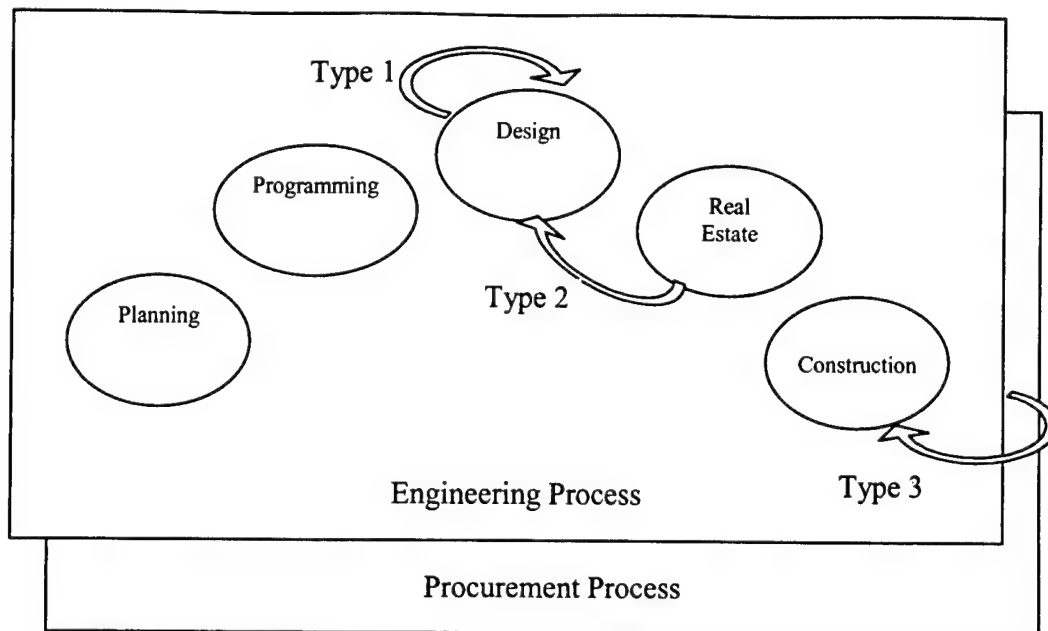 Type 1
Design
Programming
Real
Estate
Type 2
Planning
Construction
Type 3
Engineering Process
Procurement Process